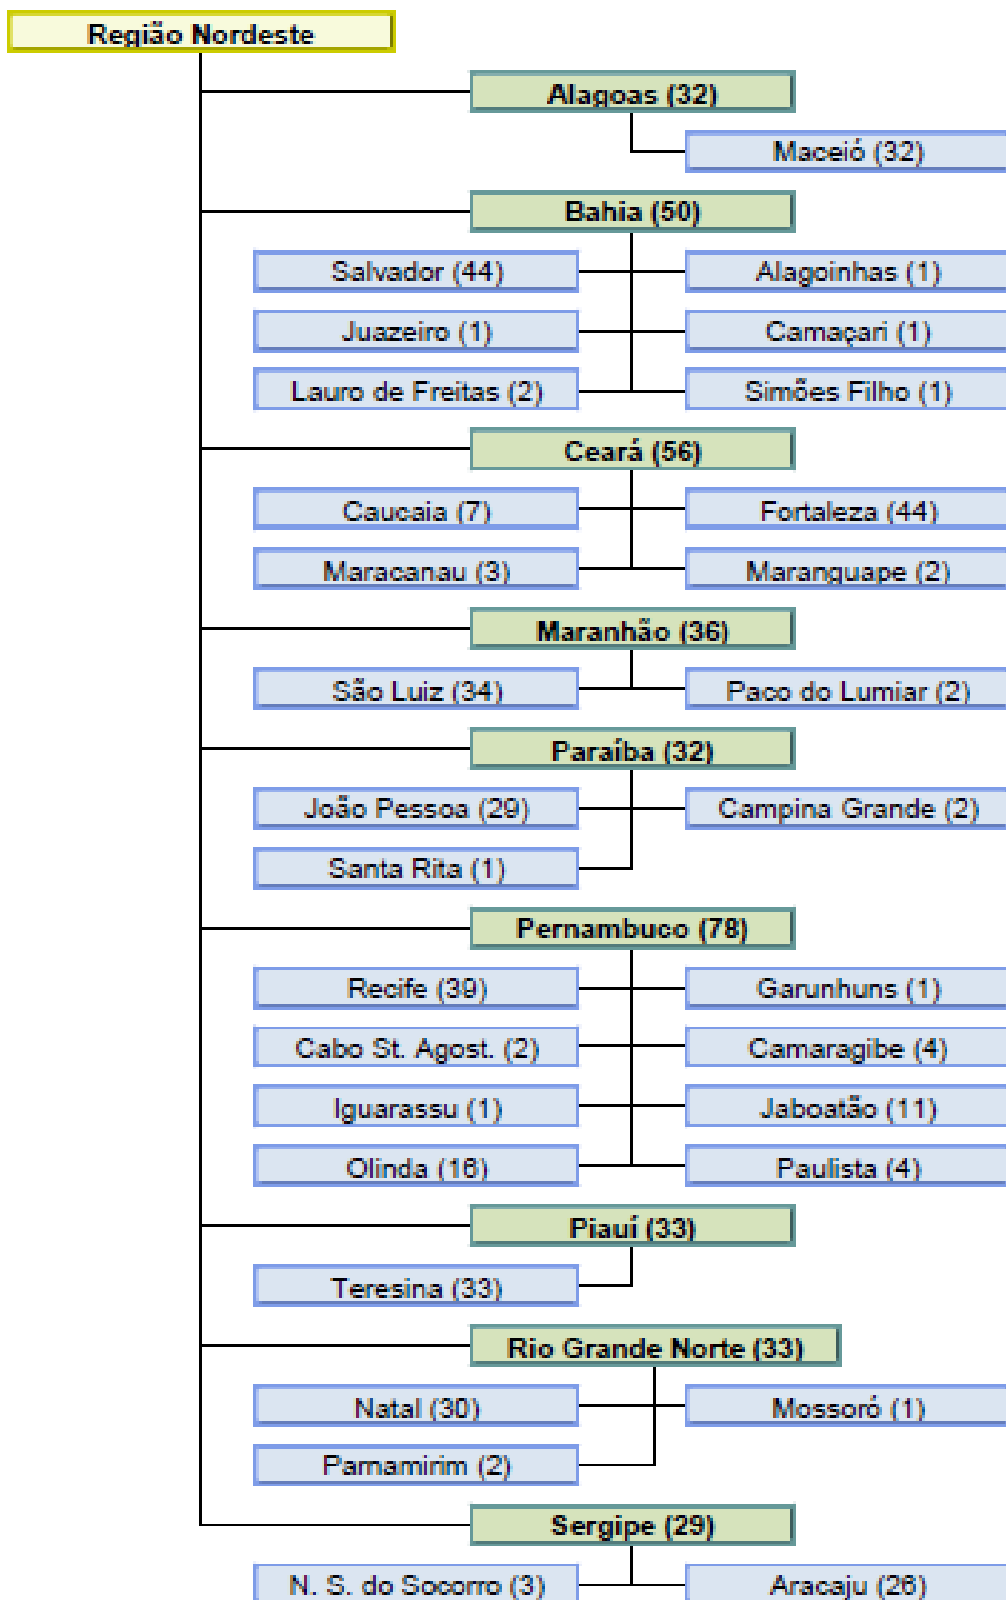 Região Nordeste
Alagoas (32)
Maceió (32)
Bahia (50)
Salvador (44)
Alagoinhas (1)
Juazeiro (1)
Camaçari (1)
Lauro de Freitas (2)
Simões Filho (1)
Ceará (56)
Caucaia (7)
Fortaleza (44)
Maracanau (3)
Maranguape (2)
Maranhão (36)
São Luiz (34)
Paco do Lumiar (2)
Paraíba (32)
João Pessoa (29)
Campina Grande (2)
Santa Rita (1)
Pernambuco (78)
Recife (39)
Garunhuns (1)
Cabo St. Agost. (2)
Camaragibe (4)
Iguarassu (1)
Jaboatão (11)
Olinda (16)
Paulista (4)
Piauí (33)
Teresina (33)
Rio Grande Norte (33)
Natal (30)
Mossoró (1)
Parnamirim (2)
Sergipe (29)
N. S. do Socorro (3)
Aracaju (26)